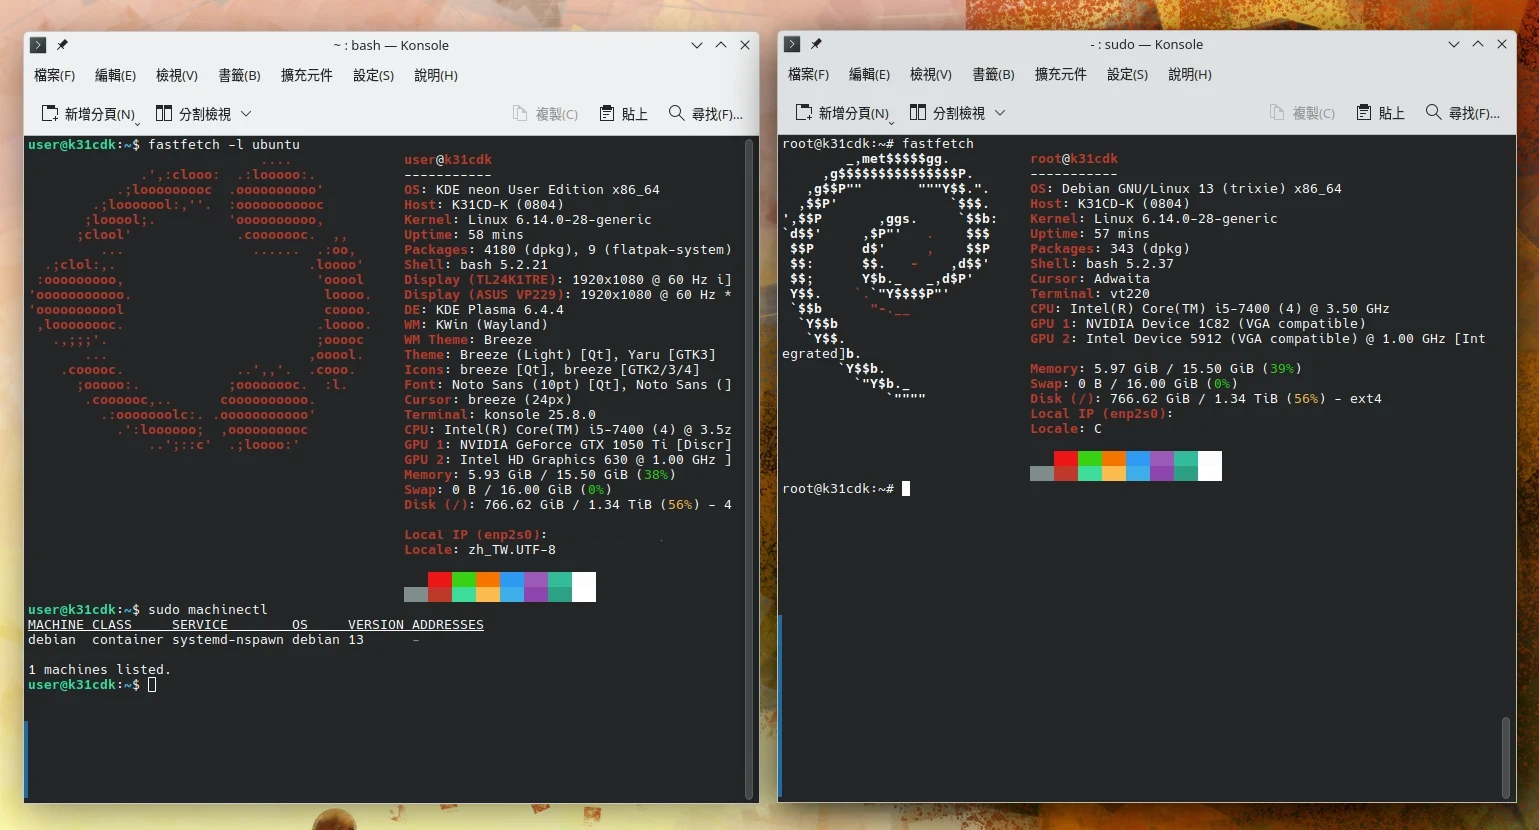 ~ : bash — Konsole
檔案(F) 編輯(E) 檢視(V) 書籤(B) 擴充元件 設定(S) 說明(H)
新增分頁(N) 分割檢視 複製(C) 貼上 尋找(F)...
user@k31cdk:~$ fastfetch -l ubuntu
user@k31cdk
-----------
OS: KDE neon User Edition x86_64
Host: K31CD-K (0804)
Kernel: Linux 6.14.0-28-generic
Uptime: 58 mins
Packages: 4180 (dpkg), 9 (flatpak-system)
Shell: bash 5.2.21
Display (TL24K1TRE): 1920x1080 @ 60 Hz i]
Display (ASUS VP229): 1920x1080 @ 60 Hz *
DE: KDE Plasma 6.4.4
WM: KWin (Wayland)
WM Theme: Breeze
Theme: Breeze (Light) [Qt], Yaru [GTK3]
Icons: breeze [Qt], breeze [GTK2/3/4]
Font: Noto Sans (10pt) [Qt], Noto Sans (]
Cursor: breeze (24px)
Terminal: konsole 25.8.0
CPU: Intel(R) Core(TM) i5-7400 (4) @ 3.5z
GPU 1: NVIDIA GeForce GTX 1050 Ti [Discr]
GPU 2: Intel HD Graphics 630 @ 1.00 GHz ]
Memory: 5.93 GiB / 15.50 GiB (38%)
Swap: 0 B / 16.00 GiB (0%)
Disk (/): 766.62 GiB / 1.34 TiB (56%) - 4
Local IP (enp2s0):
Locale: zh_TW.UTF-8
user@k31cdk:~$ sudo machinectl
MACHINE CLASS     SERVICE        OS     VERSION ADDRESSES
debian  container systemd-nspawn debian 13      -
1 machines listed.
user@k31cdk:~$
- : sudo — Konsole
檔案(F) 編輯(E) 檢視(V) 書籤(B) 擴充元件 設定(S) 說明(H)
新增分頁(N) 分割檢視 複製(C) 貼上 尋找(F)...
root@k31cdk:~# fastfetch
root@k31cdk
-----------
OS: Debian GNU/Linux 13 (trixie) x86_64
Host: K31CD-K (0804)
Kernel: Linux 6.14.0-28-generic
Uptime: 57 mins
Packages: 343 (dpkg)
Shell: bash 5.2.37
Cursor: Adwaita
Terminal: vt220
CPU: Intel(R) Core(TM) i5-7400 (4) @ 3.50 GHz
GPU 1: NVIDIA Device 1C82 (VGA compatible)
GPU 2: Intel Device 5912 (VGA compatible) @ 1.00 GHz [Int
egrated]
Memory: 5.97 GiB / 15.50 GiB (39%)
Swap: 0 B / 16.00 GiB (0%)
Disk (/): 766.62 GiB / 1.34 TiB (56%) - ext4
Local IP (enp2s0):
Locale: C
root@k31cdk:~#